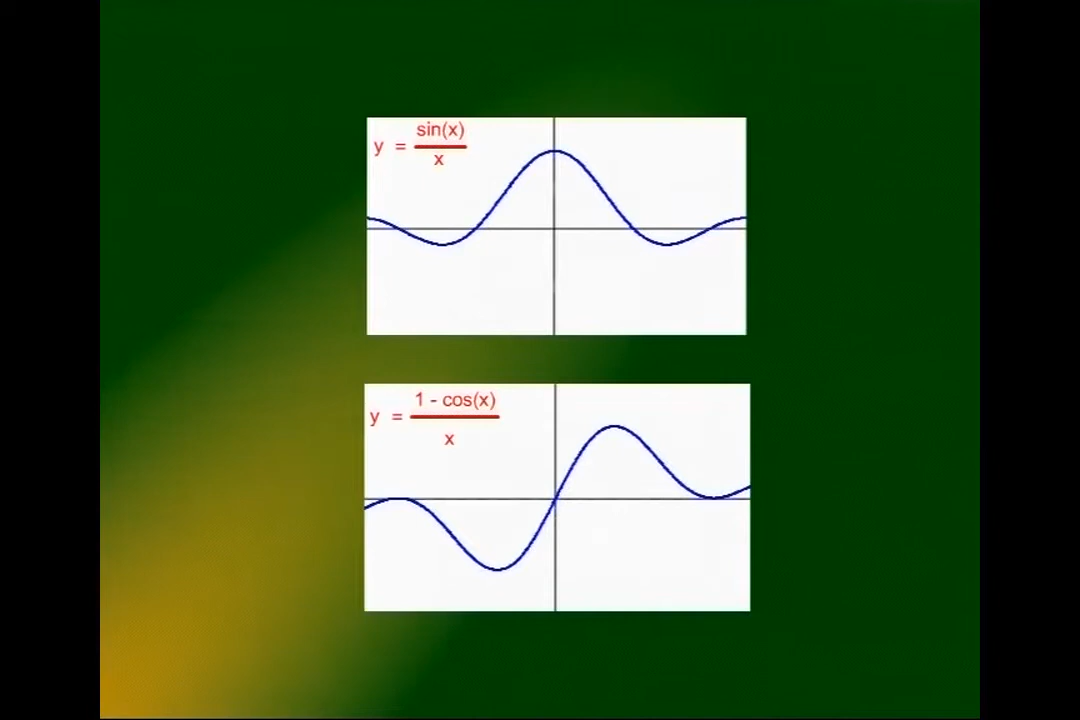 y = sin(x)
x
y = 1 - cos(x)
x